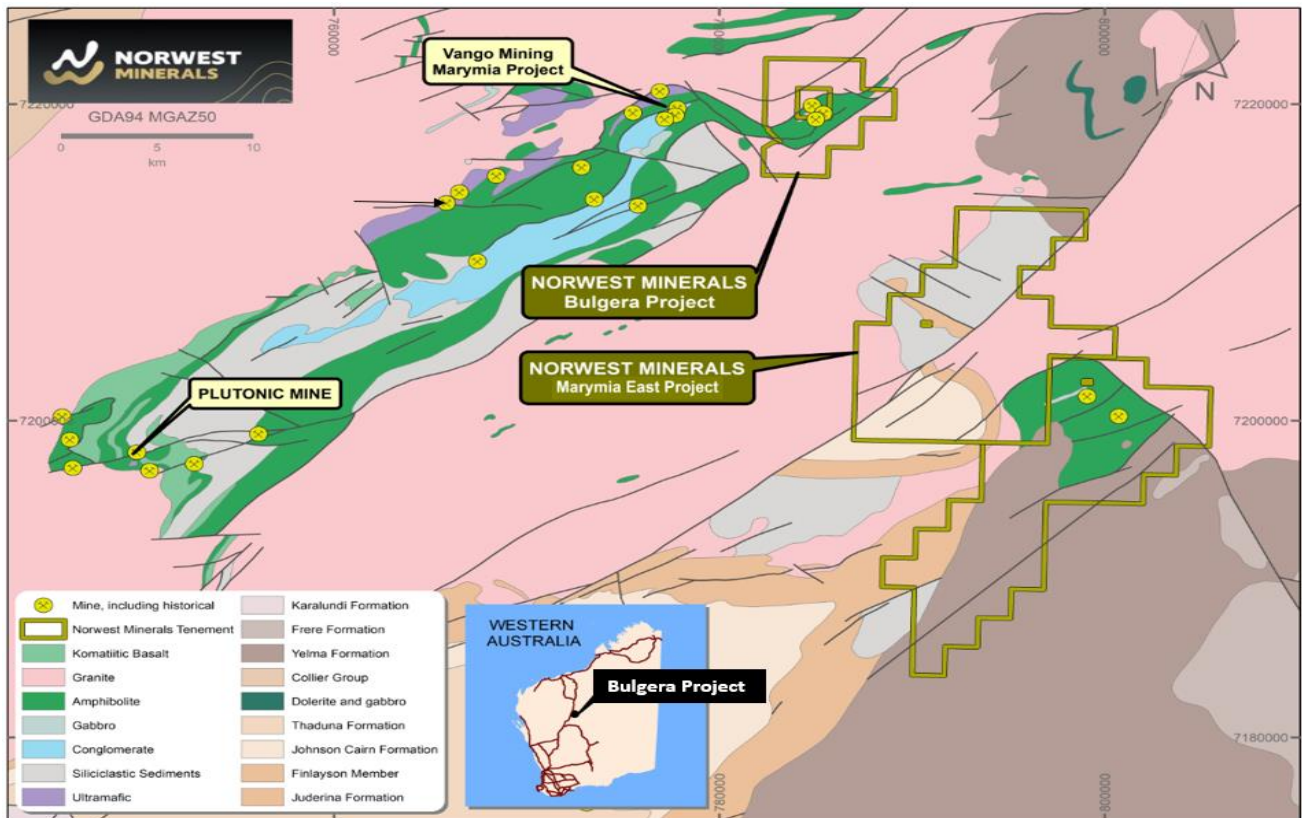 NORWEST
MINERALS
GDA94 MGAZ50
0 5 10
km
760000
780000
800000
7220000
7220000
Vango Mining
Marymia Project
N
NORWEST MINERALS
Bulgera Project
NORWEST MINERALS
Marymia East Project
PLUTONIC MINE
7200000
7180000
780000
800000
Mine, including historical
Norwest Minerals Tenement
Komatiitic Basalt
Granite
Amphibolite
Gabbro
Conglomerate
Siliciclastic Sediments
Ultramafic
Karalundi Formation
Frere Formation
Yelma Formation
Collier Group
Dolerite and gabbro
Thaduna Formation
Johnson Cairn Formation
Finlayson Member
Juderina Formation
WESTERN
AUSTRALIA
Bulgera Project